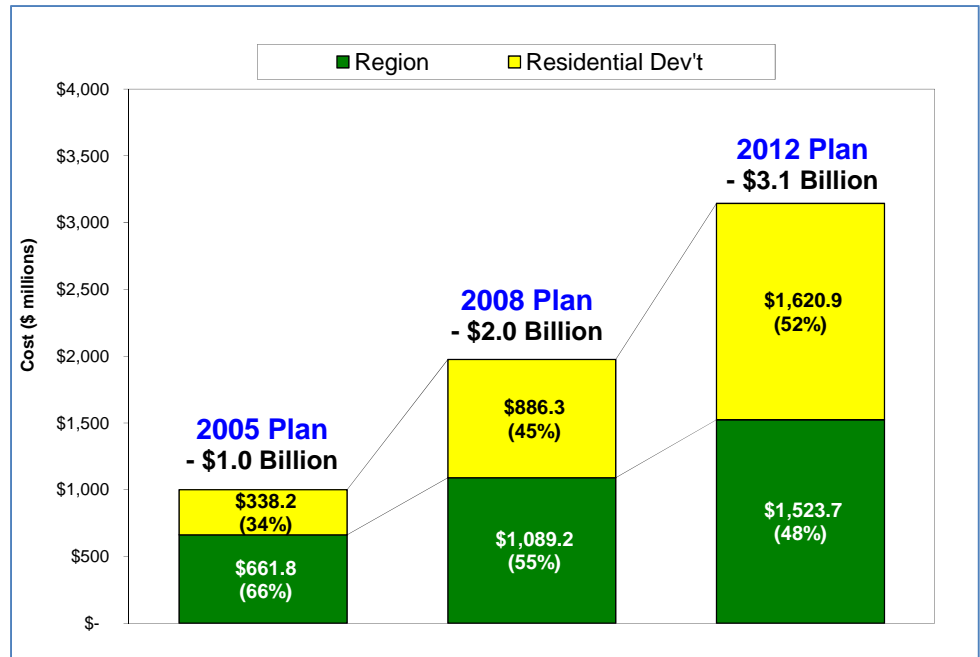 Region
Residential Dev't
$4,000
$3,500
$3,000
$2,500
$2,000
$1,500
$1,000
$500
$-
Cost ($ millions)
2005 Plan
- $1.0 Billion
$338.2
(34%)
$661.8
(66%)
2008 Plan
- $2.0 Billion
$886.3
(45%)
$1,089.2
(55%)
2012 Plan
- $3.1 Billion
$1,620.9
(52%)
$1,523.7
(48%)